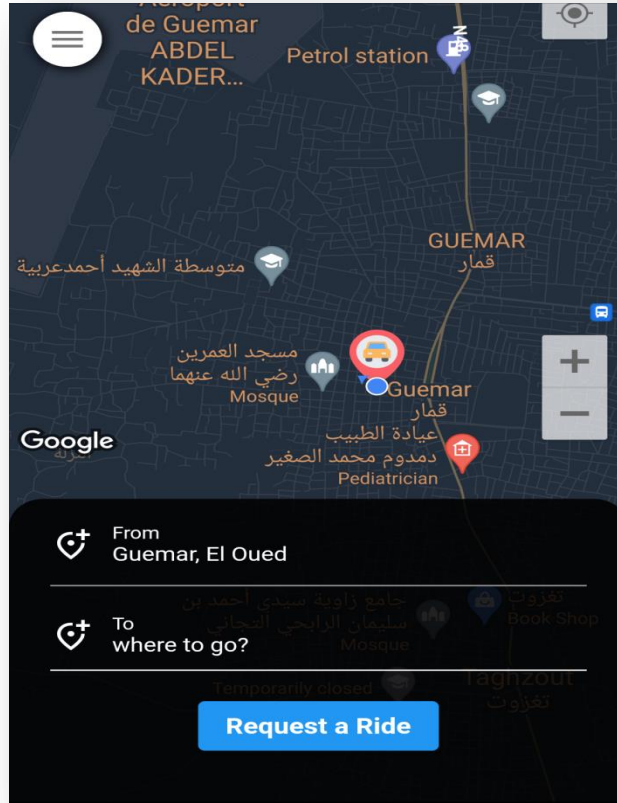 Aéroport
de Guemar
ABDEL
KADER...
Petrol station
N48
GUEMAR
قمار
متوسطة الشهيد أحمدعربية
مسجد العمرين
رضي الله عنهما
Mosque
Guemar
قمار
عيادة الطبيب
دمدوم محمد الصغير
Pediatrician
Google
From
Guemar, El Oued
جامع زاوية سيدي أحمد بن
سليمان الرابحي التجاني
Mosque
تغزوت
Book Shop
To
where to go?
Temporarily closed
Taghzout
تغزوت
Request a Ride